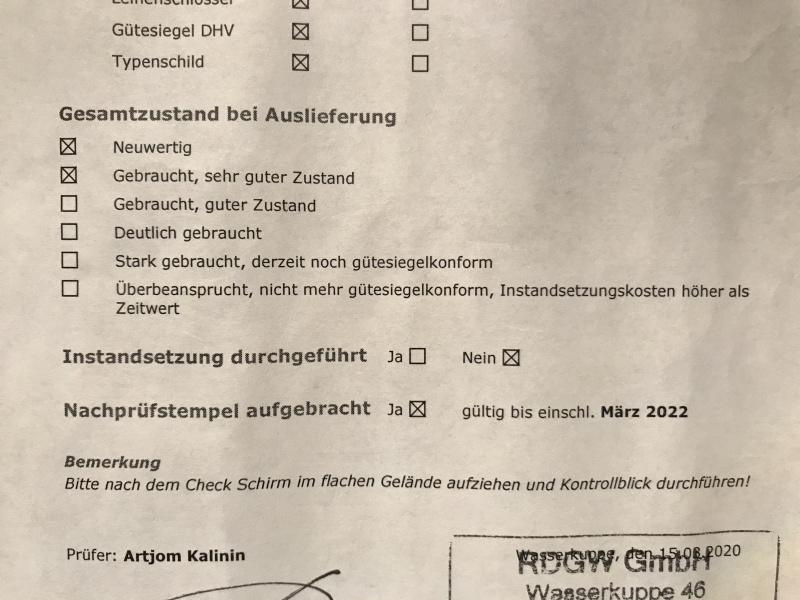 Leinenschlösser
Gütesiegel DHV
Typenschild
Gesamtzustand bei Auslieferung
Neuwertig
Gebraucht, sehr guter Zustand
Gebraucht, guter Zustand
Deutlich gebraucht
Stark gebraucht, derzeit noch gütesiegelkonform
Überbeansprucht, nicht mehr gütesiegelkonform, Instandsetzungskosten höher als
Zeitwert
Instandsetzung durchgeführt Ja Nein
Nachprüfstempel aufgebracht Ja gültig bis einschl. März 2022
Bemerkung
Bitte nach dem Check Schirm im flachen Gelände aufziehen und Kontrollblick durchführen!
Prüfer: Artjom Kalinin
Wasserkuppe, den 15.03.2020
RDGW GmbH
Wasserkuppe 46